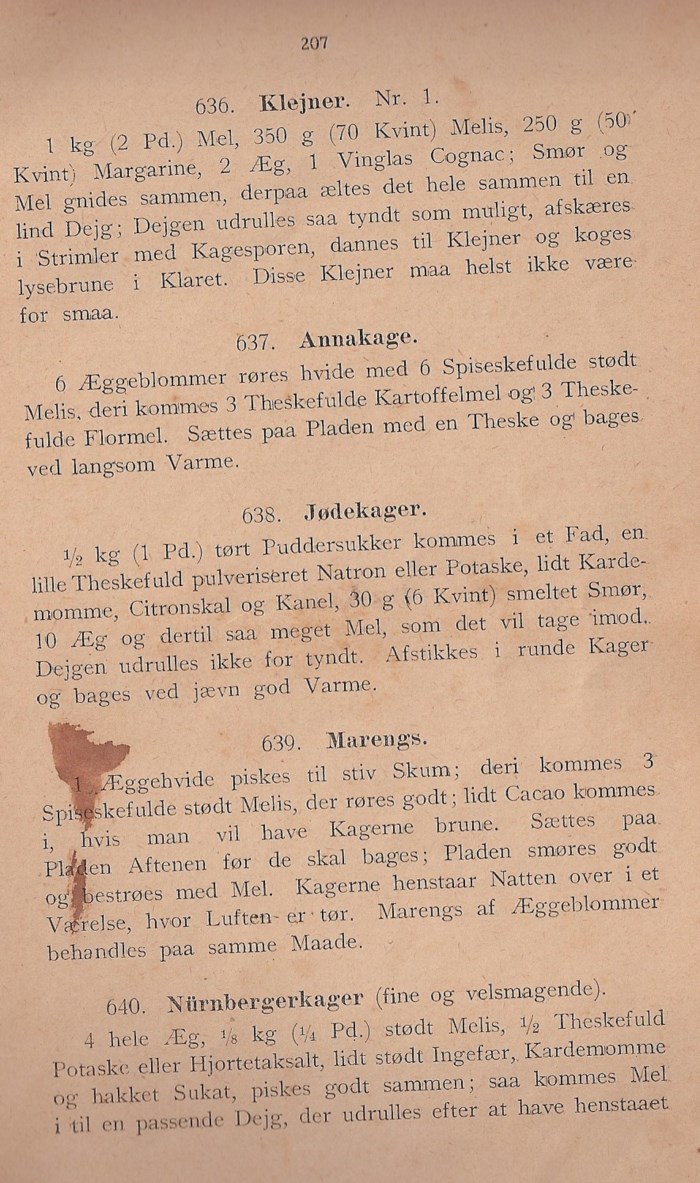 207
636. Klejner. Nr. 1.
1 kg (2 Pd.) Mel, 350 g (70 Kvint) Melis, 250 g (50
Kvint) Margarine, 2 Æg, 1 Vinglas Cognac; Smør og
Mel gnides sammen, derpaa æltes det hele sammen til en
lind Dejg; Dejgen udrulles saa tyndt som muligt, afskæres
i Strimler med Kagesporen, dannes til Klejner og koges
lysebrune i Klaret. Disse Klejner maa helst ikke være
for smaa.
637. Annakage.
6 Æggeblommer røres hvide med 6 Spiseskefulde stødt
Melis, deri kommes 3 Theskefulde Kartoffelmel og 3 Theske-
fulde Flormel. Sættes paa Pladen med en Theske og bages
ved langsom Varme.
638. Jødekager.
1/2 kg (1 Pd.) tørt Puddersukker kommes i et Fad, en
lille Theskefuld pulveriseret Natron eller Potaske, lidt Karde-
momme, Citronskal og Kanel, 30 g (6 Kvint) smeltet Smør,
10 Æg og dertil saa meget Mel, som det vil tage imod.
Dejgen udrulles ikke for tyndt. Afstikkes i runde Kager
og bages ved jævn god Varme.
639. Marengs.
1 Æggehvide piskes til stiv Skum; deri kommes 3
Spiseskefulde stødt Melis, der røres godt; lidt Cacao kommes
i, hvis man vil have Kagerne brune. Sættes paa
Pladen Aftenen før de skal bages; Pladen smøres godt
og bestrøes med Mel. Kagerne henstaar Natten over i et
Værelse, hvor Luften er tør. Marengs af Æggeblommer
behandles paa samme Maade.
640. Nürnbergerkager (fine og velsmagende).
4 hele Æg, 1/8 kg (1/4 Pd.) stødt Melis, 1/2 Theskefuld
Potaske eller Hjortetaksalt, lidt stødt Ingefær, Kardemomme
og hakket Sukat, piskes godt sammen; saa kommes Mel
i til en passende Dejg, der udrulles efter at have henstaaet